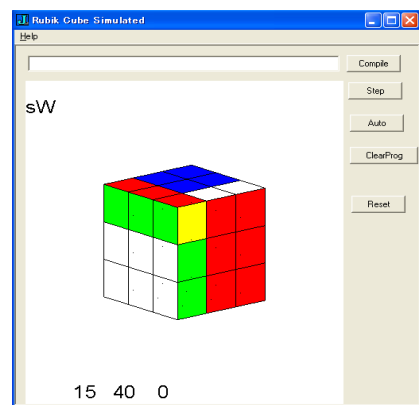 Rubik Cube Simulated
Help
Compile
Step
sW
Auto
ClearProg
Reset
15 40 0